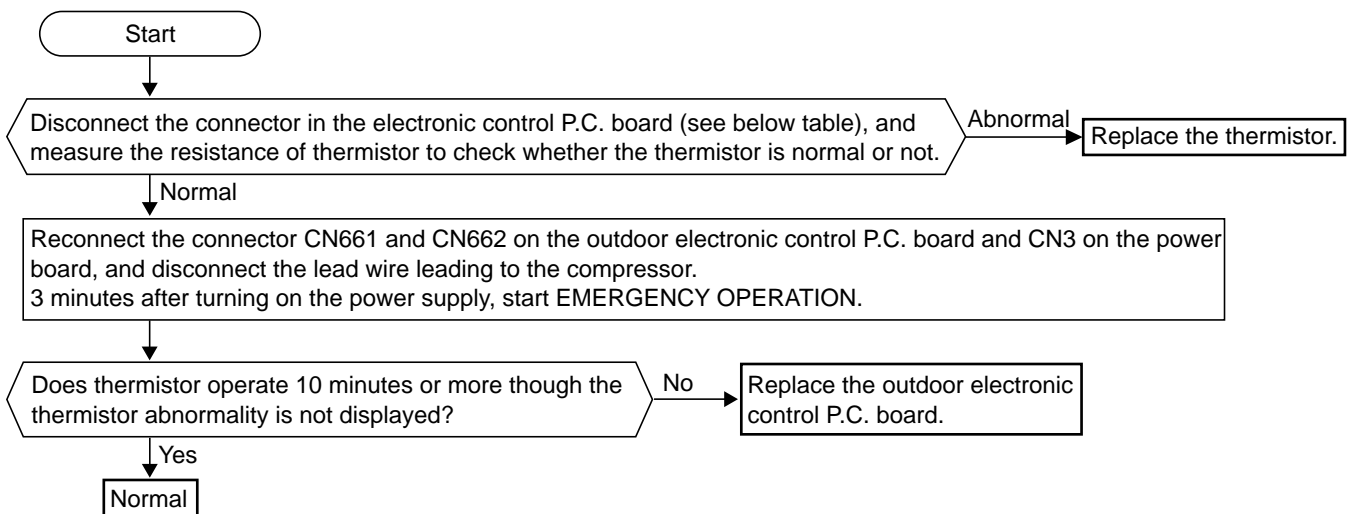 Start
Disconnect the connector in the electronic control P.C. board (see below table), and
measure the resistance of thermistor to check whether the thermistor is normal or not.
Abnormal
Replace the thermistor.
Normal
Reconnect the connector CN661 and CN662 on the outdoor electronic control P.C. board and CN3 on the power
board, and disconnect the lead wire leading to the compressor.
3 minutes after turning on the power supply, start EMERGENCY OPERATION.
Does thermistor operate 10 minutes or more though the
thermistor abnormality is not displayed?
No
Replace the outdoor electronic
control P.C. board.
Yes
Normal